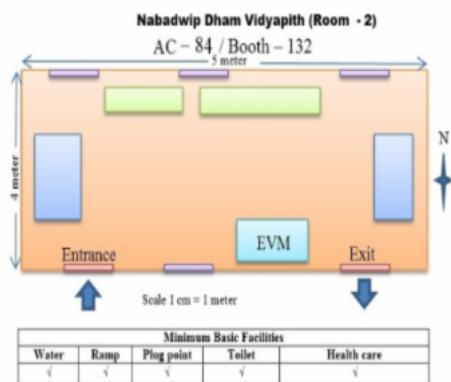 Nabadwip Dham Vidyapith (Room - 2)
AC – 84 / Booth – 132
5 meter
4 meter
N
EVM
Entrance
Exit
Scale 1 cm = 1 meter
Minimum Basic Facilities
Water Ramp Plug point Toilet Health care
√ √ √ √ √